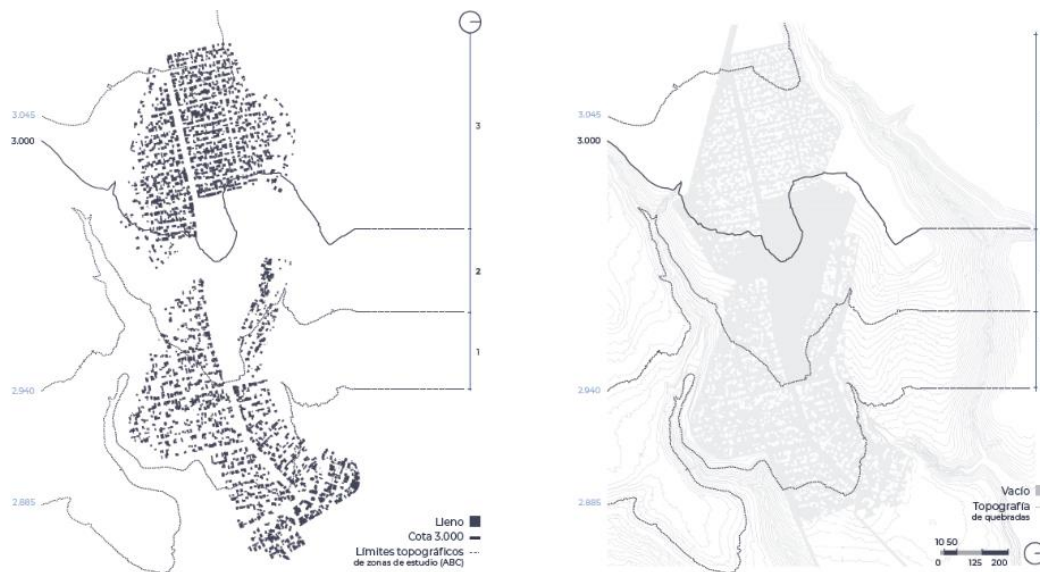 3.045
3.000
3
2
1
2.940
2.885
Lleno
Cota 3.000
Límites topográficos
de zonas de estudio (ABC)
3.045
3.000
2.940
2.885
Vacío
Topografía
de quebradas
10 50
0 125 200